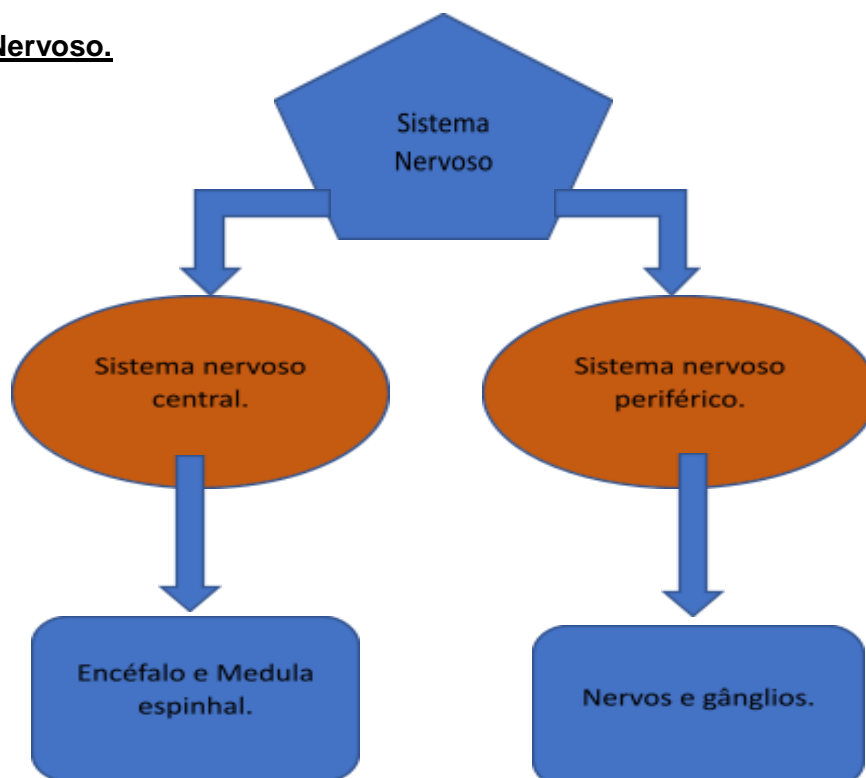 Nervoso.
Sistema
Nervoso
Sistema nervoso
central.
Sistema nervoso
periférico.
Encéfalo e Medula
espinhal.
Nervos e gânglios.